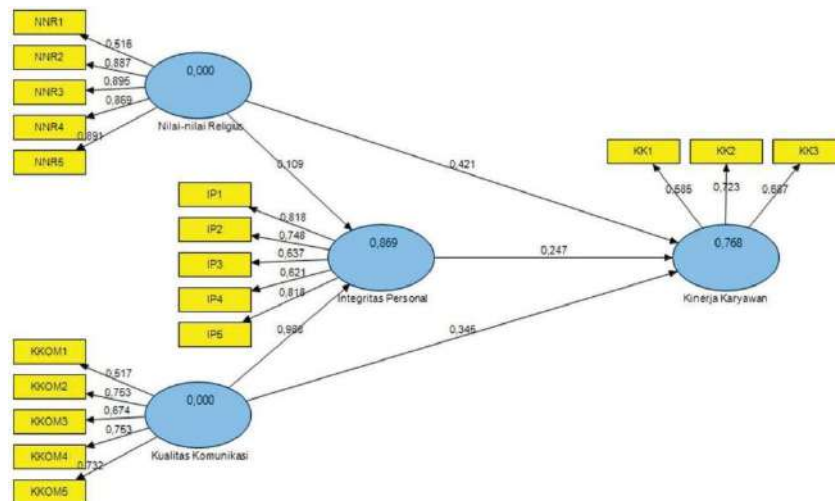 NNR1
0,516
NNR2
0,887
NNR3
0,895
NNR4
0,869
NNR5
0,891
0,000
Nilai-nilai Religius
0,109
0,421
KK1
KK2
KK3
0,585
0,723
0,687
IP1
0,818
IP2
0,748
IP3
0,637
IP4
0,621
IP5
0,818
0,869
Integritas Personal
0,247
0,768
Kinerja Karyawan
0,346
KKOM1
0,517
KKOM2
0,753
KKOM3
0,674
KKOM4
0,753
KKOM5
0,732
0,000
Kualitas Komunikasi